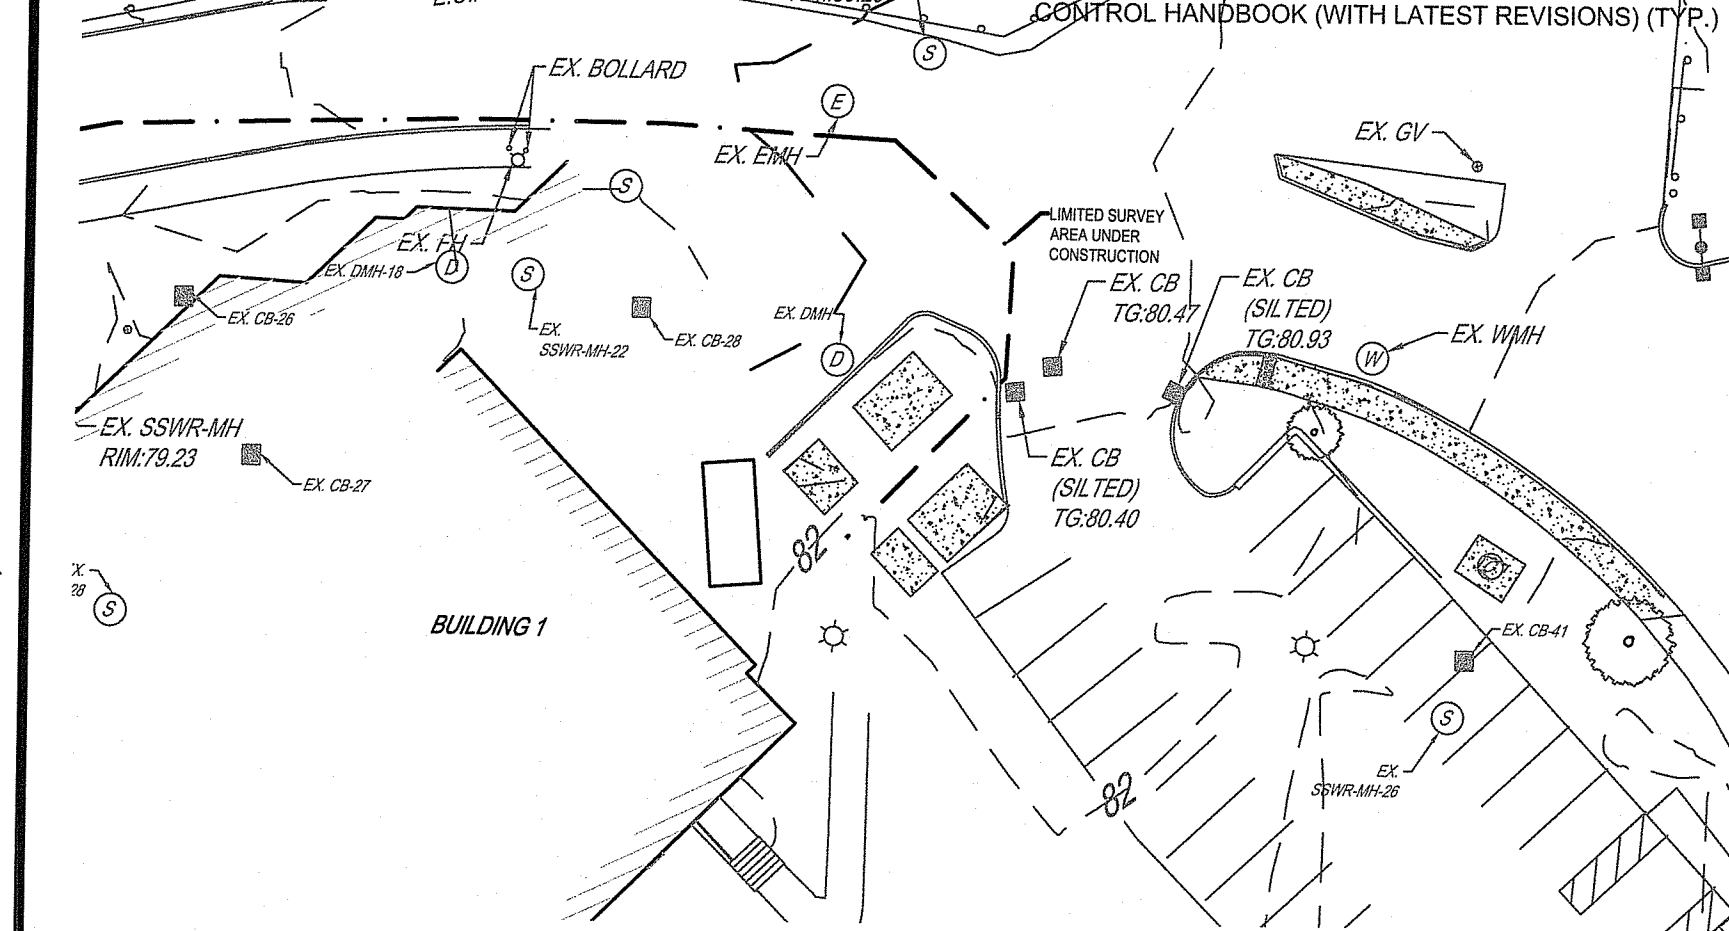 CONTROL HANDBOOK (WITH LATEST REVISIONS) (TYP.)
S
EX. BOLLARD
E
EX. EMH
EX. GV
S
LIMITED SURVEY
AREA UNDER
CONSTRUCTION
EX. FH
EX. DMH-18
D
S
EX. CB
TG:80.47
EX. CB
(SILTED)
TG:80.93
EX. CB-26
EX.
SSWR-MH-22
EX. CB-28
EX. DMH
D
W
EX. WMH
EX. SSWR-MH
RIM:79.23
EX. CB-27
EX. CB
(SILTED)
TG:80.40
82
28
S
BUILDING 1
EX. CB-41
S
EX.
SSWR-MH-26
82